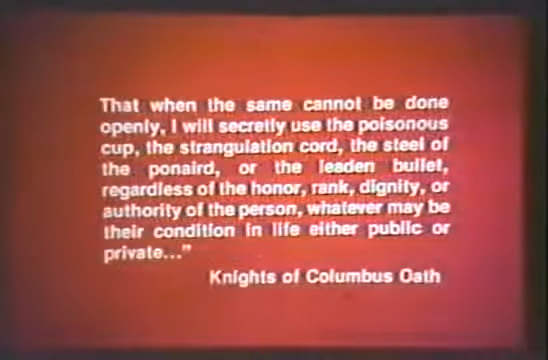 That when the same cannot be done
openly, I will secretly use the poisonous
cup, the strangulation cord, the steel of
the ponaird, or the leaden bullet,
regardless of the honor, rank, dignity, or
authority of the person, whatever may be
their condition in life either public or
private..."
Knights of Columbus Oath